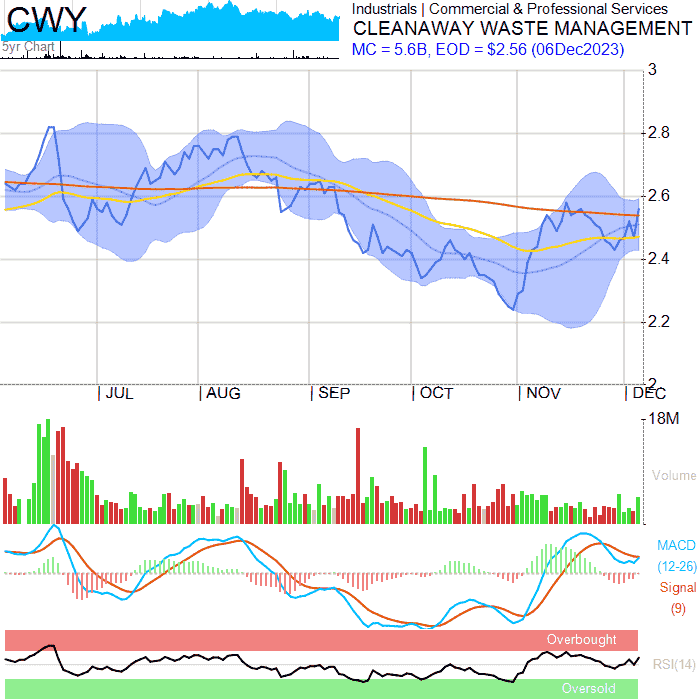 CWY
5yr Chart
Industrials | Commercial & Professional Services
CLEANAWAY WASTE MANAGEMENT
MC = 5.6B, EOD = $2.56 (06Dec2023)
3
2.8
2.6
2.4
2.2
2
| JUL | AUG | SEP | OCT | NOV | DEC
18M
Volume
MACD
(12-26)
Signal
(9)
Overbought
RSI(14)
Oversold